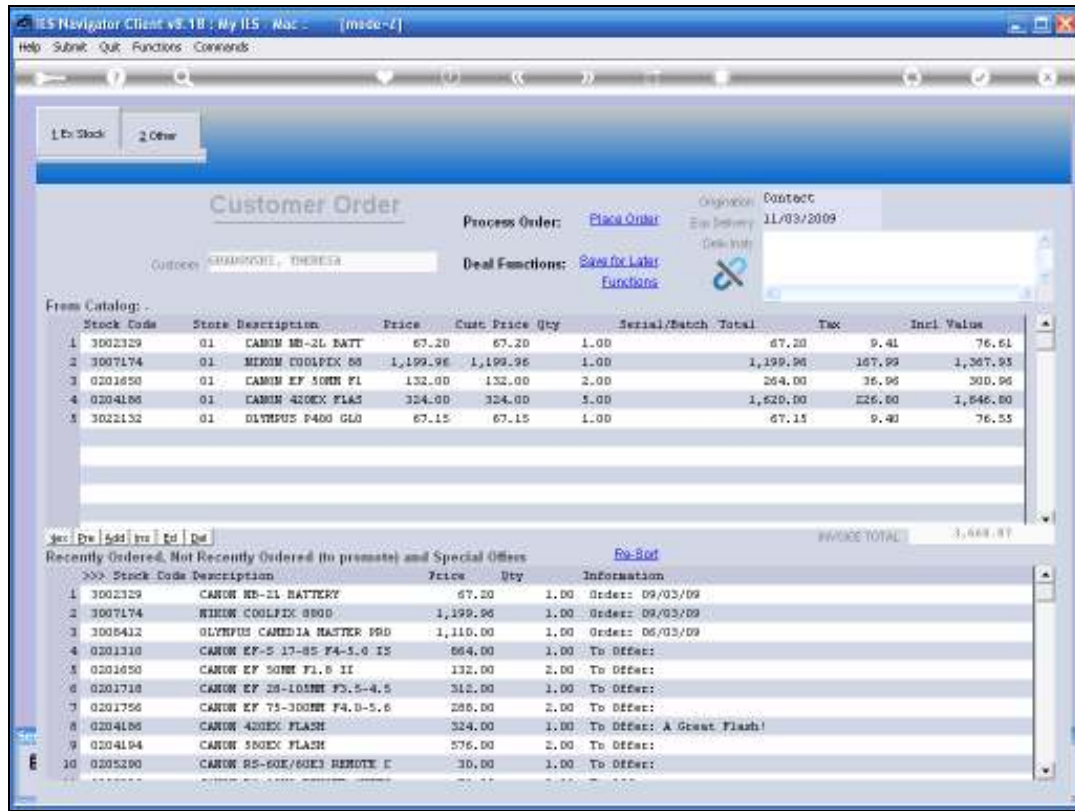 IES Navigator Client v8.1B : My IES - Mac :
Help Submit Quit Functions Commands
1 Ex Stock 2 Other
Customer Order
Process Order: Place Order
Origination Contact
Exp Delivery 11/03/2009
Customer THERESA
Deal Functions: Save for Later
Functions
From Catalog: .
Stock Code Store Description Price Cust Price Qty Serial/Batch Total Tax Incl Value
1 3002329 01 CANON NB-2L BATT 67.20 67.20 1.00 67.20 9.41 76.61
2 3007174 01 NIKON COOLPIX 88 1,199.96 1,199.96 1.00 1,199.96 167.99 1,367.95
3 0201650 01 CANON EF 50MM F1 132.00 132.00 2.00 264.00 36.96 300.96
4 0204186 01 CANON 420EX FLAS 324.00 324.00 5.00 1,620.00 226.80 1,846.80
5 3022132 01 OLYMPUS P400 GLO 67.15 67.15 1.00 67.15 9.40 76.55
Pre Add Ins Ed Del
INVOICE TOTAL 3,668.87
Recently Ordered, Not Recently Ordered (to promote) and Special Offers Re-Sort
>>> Stock Code Description Price Qty Information
1 3002329 CANON NB-2L BATTERY 67.20 1.00 Order: 09/03/09
2 3007174 NIKON COOLPIX 8800 1,199.96 1.00 Order: 09/03/09
3 3008412 OLYMPUS CAMEDIA MASTER PRO 1,110.00 1.00 Order: 06/03/09
4 0201310 CANON EF-S 17-85 F4-5.6 IS 864.00 1.00 To Offer:
5 0201650 CANON EF 50MM F1.8 II 132.00 2.00 To Offer:
6 0201718 CANON EF 28-105MM F3.5-4.5 312.00 1.00 To Offer:
7 0201756 CANON EF 75-300MM F4.0-5.6 288.00 2.00 To Offer:
8 0204186 CANON 420EX FLASH 324.00 1.00 To Offer: A Great Flash!
9 0204194 CANON 580EX FLASH 576.00 2.00 To Offer:
10 0205290 CANON RS-60E/60E3 REMOTE C 30.00 1.00 To Offer: